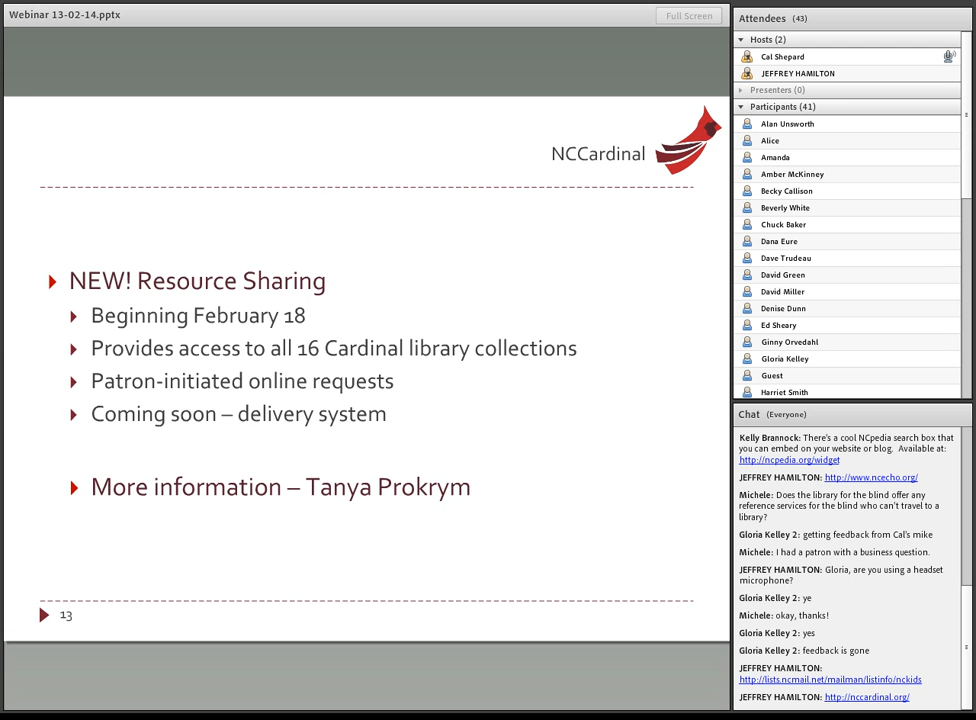 Webinar 13-02-14.pptx
Full Screen
NCCardinal
NEW! Resource Sharing
Beginning February 18
Provides access to all 16 Cardinal library collections
Patron-initiated online requests
Coming soon – delivery system
More information – Tanya Prokrym
13
Attendees (43)
Hosts (2)
Cal Shepard
JEFFREY HAMILTON
Presenters (0)
Participants (41)
Alan Unsworth
Alice
Amanda
Amber McKinney
Becky Callison
Beverly White
Chuck Baker
Dana Eure
Dave Trudeau
David Green
David Miller
Denise Dunn
Ed Sheary
Ginny Orvedahl
Gloria Kelley
Guest
Harriet Smith
Chat (Everyone)
Kelly Brannock: There's a cool NCpedia search box that
you can embed on your website or blog. Available at:
http://ncpedia.org/widget
JEFFREY HAMILTON: http://www.ncecho.org/
Michele: Does the library for the blind offer any
reference services for the blind who can't travel to a
library?
Gloria Kelley 2: getting feedback from Cal's mike
Michele: I had a patron with a business question.
JEFFREY HAMILTON: Gloria, are you using a headset
microphone?
Gloria Kelley 2: ye
Michele: okay, thanks!
Gloria Kelley 2: yes
Gloria Kelley 2: feedback is gone
JEFFREY HAMILTON:
http://lists.ncmail.net/mailman/listinfo/nckids
JEFFREY HAMILTON: http://nccardinal.org/